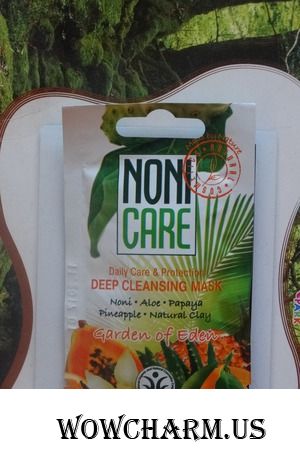 NONI
CARE
Daily Care & Protection
DEEP CLEANSING MASK
Noni • Aloe • Papaya
Pineapple • Natural Clay
Garden of Eden
WOWCHARM.US